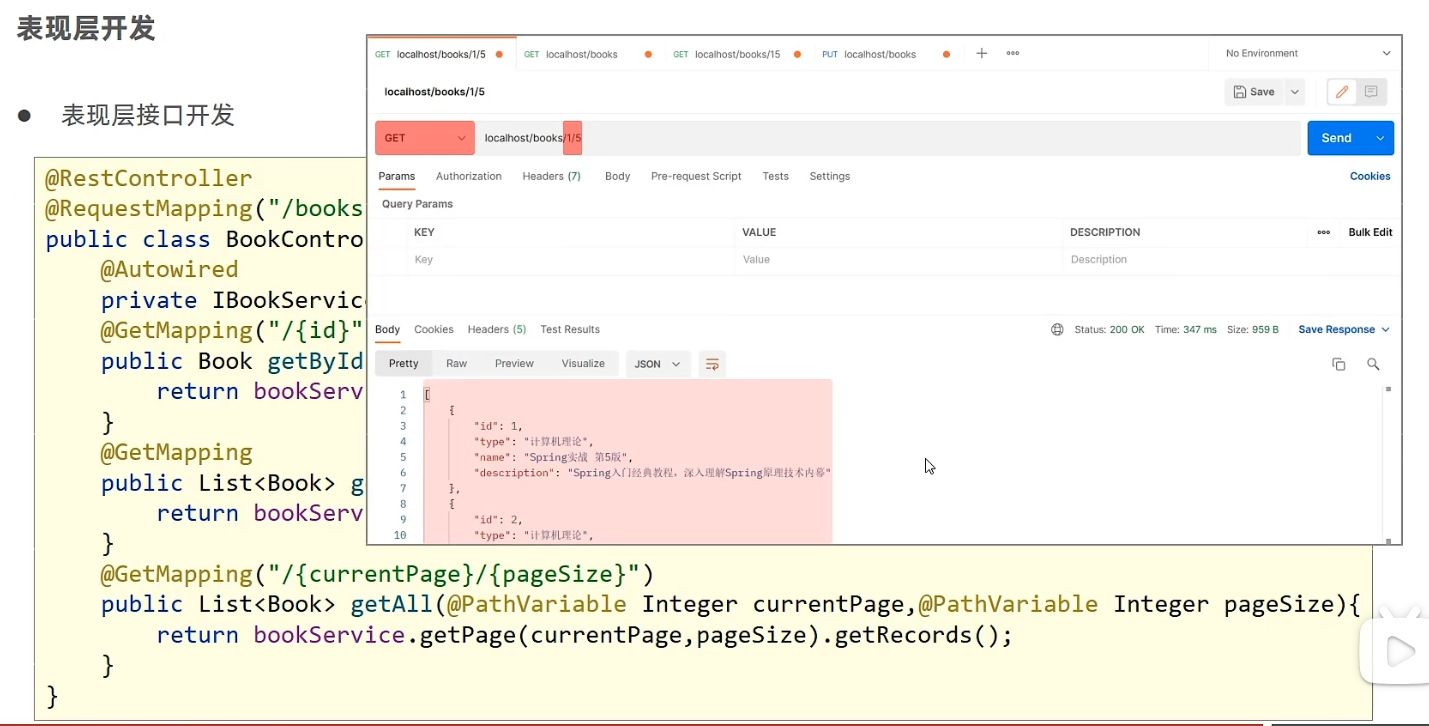 表现层开发
● 表现层接口开发
@RestController
@RequestMapping("/books
public class BookContro
@Autowired
private IBookServic
@GetMapping("/{id}"
public Book getById
return bookServ
}
@GetMapping
public List<Book> g
return bookServ
}
@GetMapping("/{currentPage}/{pageSize}")
public List<Book> getAll(@PathVariable Integer currentPage,@PathVariable Integer pageSize){
return bookService.getPage(currentPage,pageSize).getRecords();
}
}
GET localhost/books/1/5 GET localhost/books GET localhost/books/15 PUT localhost/books No Environment
localhost/books/1/5 Save
GET localhost/books/1/5 Send
Params Authorization Headers (7) Body Pre-request Script Tests Settings Cookies
Query Params
KEY VALUE DESCRIPTION Bulk Edit
Key Value Description
Body Cookies Headers (5) Test Results Status: 200 OK Time: 347 ms Size: 959 B Save Response
Pretty Raw Preview Visualize JSON
1 [
2 {
3 "id": 1,
4 "type": "计算机理论",
5 "name": "Spring实战 第5版",
6 "description": "Spring入门经典教程，深入理解Spring原理技术内幕"
7 },
8 {
9 "id": 2,
10 "type": "计算机理论",